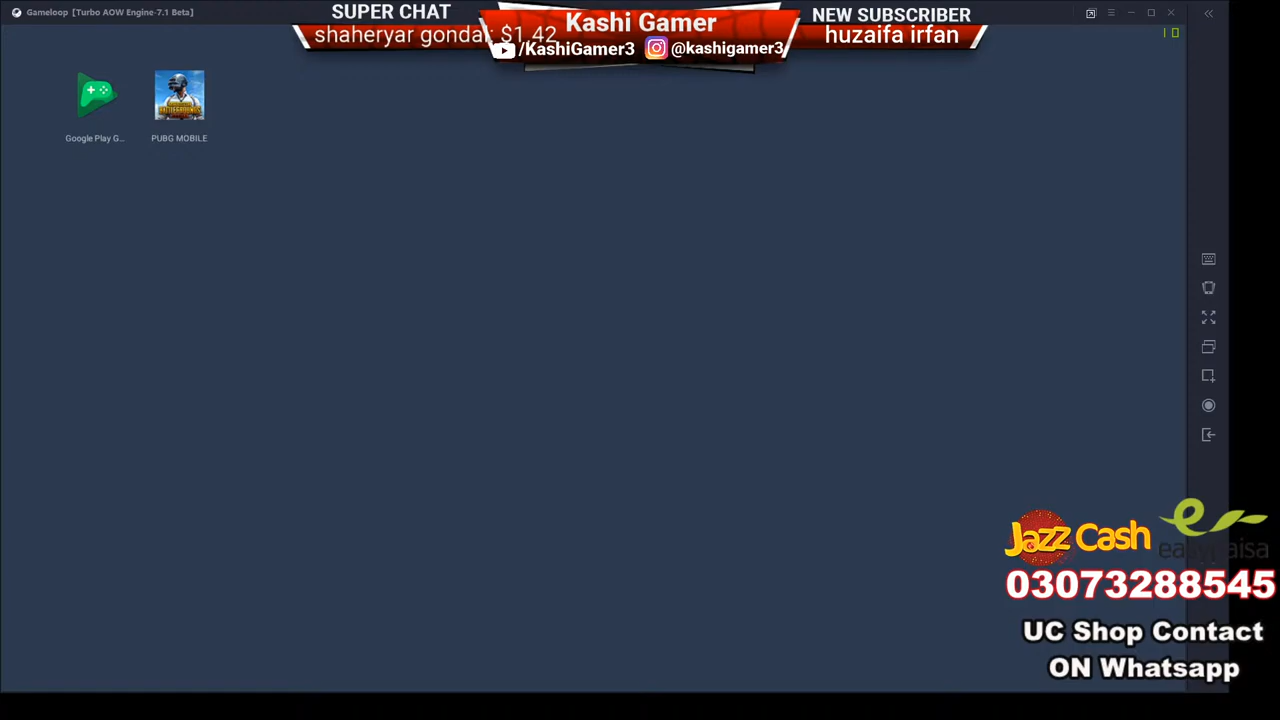 Gameloop [Turbo AOW Engine-7.1 Beta]
SUPER CHAT
shaheryar gondal: $1.42
Kashi Gamer
/KashiGamer3 @kashigamer3
NEW SUBSCRIBER
huzaifa irfan
Google Play G...
PUBG MOBILE
Jazz Cash
easypaisa
03073288545
UC Shop Contact
ON Whatsapp